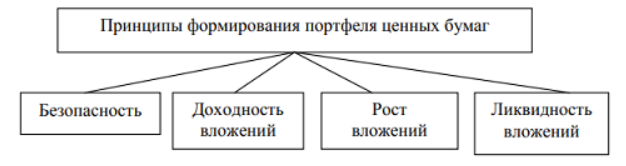 Принципы формирования портфеля ценных бумаг
Безопасность
Доходность
вложений
Рост
вложений
Ликвидность
вложений